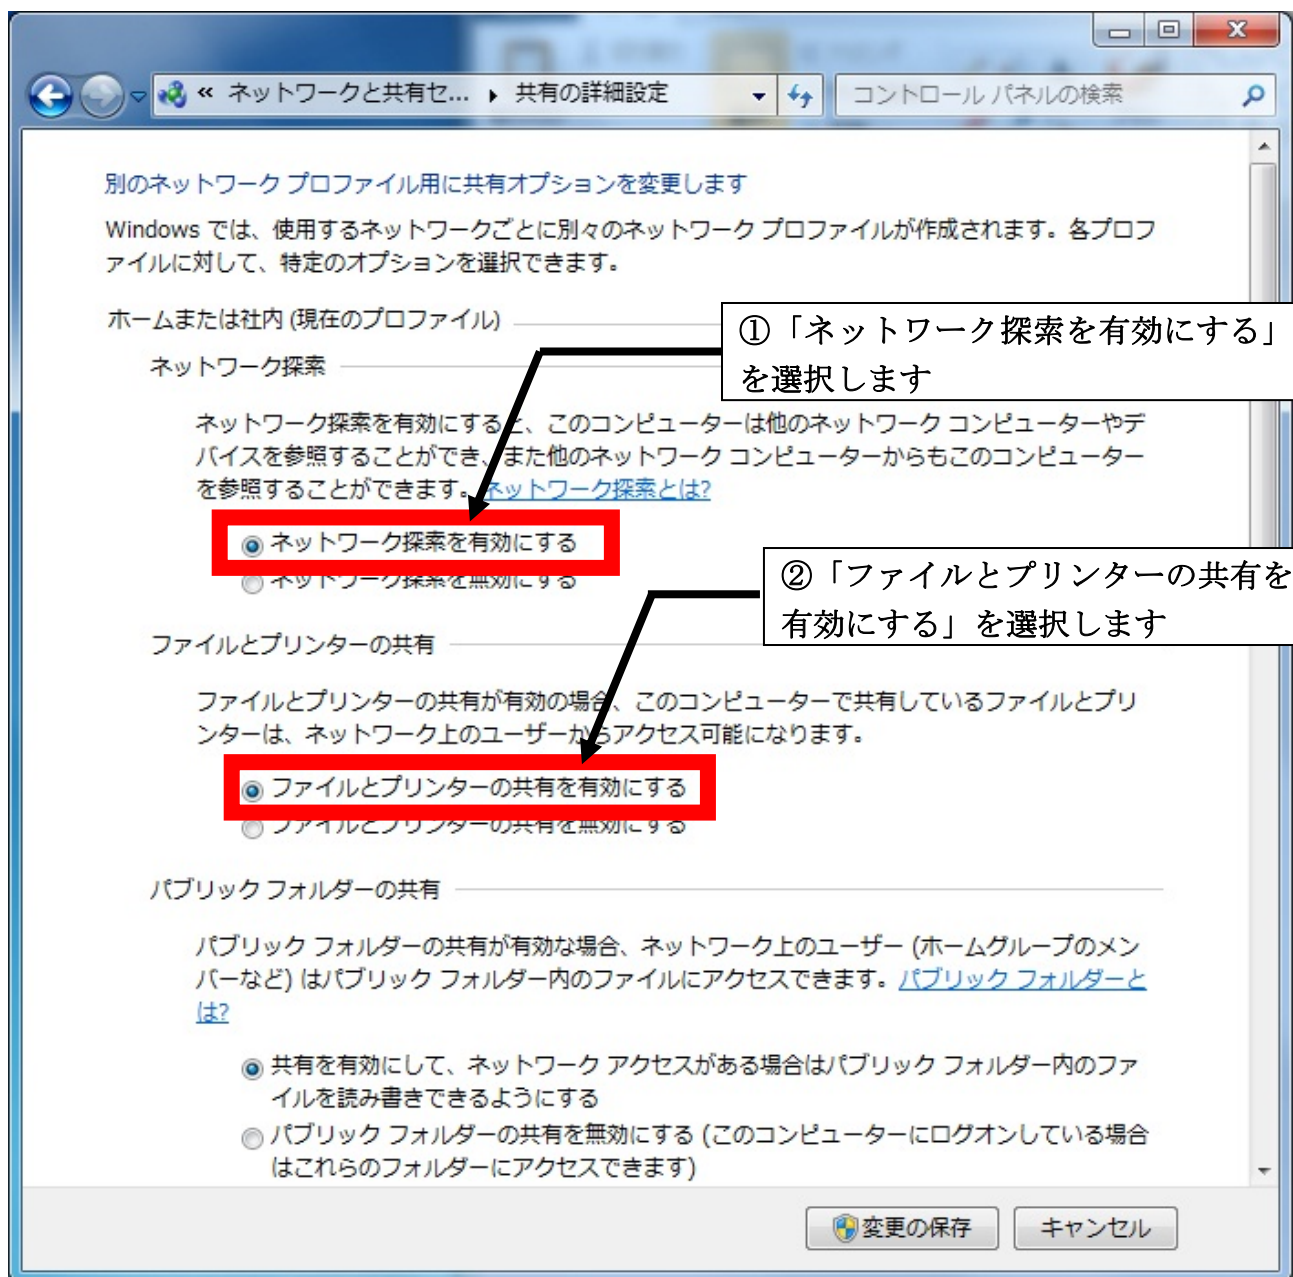 « ネットワークと共有セ... ▸ 共有の詳細設定
コントロール パネルの検索
別のネットワーク プロファイル用に共有オプションを変更します
Windows では、使用するネットワークごとに別々のネットワーク プロファイルが作成されます。各プロフ
ァイルに対して、特定のオプションを選択できます。
ホームまたは社内 (現在のプロファイル)
①「ネットワーク探索を有効にする」
を選択します
ネットワーク探索
ネットワーク探索を有効にすると、このコンピューターは他のネットワーク コンピューターやデ
バイスを参照することができ、また他のネットワーク コンピューターからもこのコンピューター
を参照することができます。ネットワーク探索とは?
ネットワーク探索を有効にする
ネットワーク探索を無効にする
②「ファイルとプリンターの共有を
有効にする」を選択します
ファイルとプリンターの共有
ファイルとプリンターの共有が有効の場合、このコンピューターで共有しているファイルとプリ
ンターは、ネットワーク上のユーザーからアクセス可能になります。
ファイルとプリンターの共有を有効にする
ファイルとプリンターの共有を無効にする
パブリック フォルダーの共有
パブリック フォルダーの共有が有効な場合、ネットワーク上のユーザー (ホームグループのメン
バーなど) はパブリック フォルダー内のファイルにアクセスできます。パブリック フォルダーと
は?
共有を有効にして、ネットワーク アクセスがある場合はパブリック フォルダー内のファ
イルを読み書きできるようにする
パブリック フォルダーの共有を無効にする (このコンピューターにログオンしている場合
はこれらのフォルダーにアクセスできます)
変更の保存
キャンセル